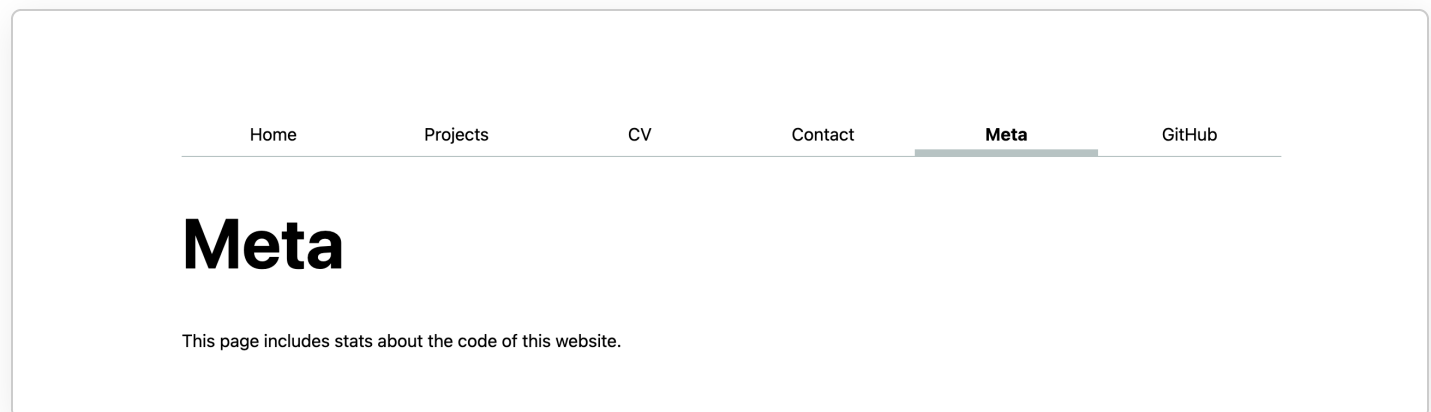 Home Projects CV Contact Meta GitHub
Meta
This page includes stats about the code of this website.